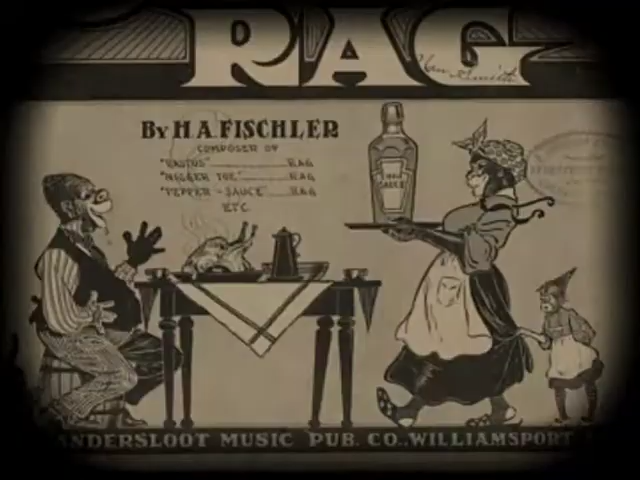 RAG
By H.A. FISCHLER
COMPOSER OF
"RASTUS" RAG
"NIGGER TOE" RAG
"PEPPER-SAUCE" RAG
ETC.
SAUCE
ANDERSLOOT MUSIC PUB. CO., WILLIAMSPORT